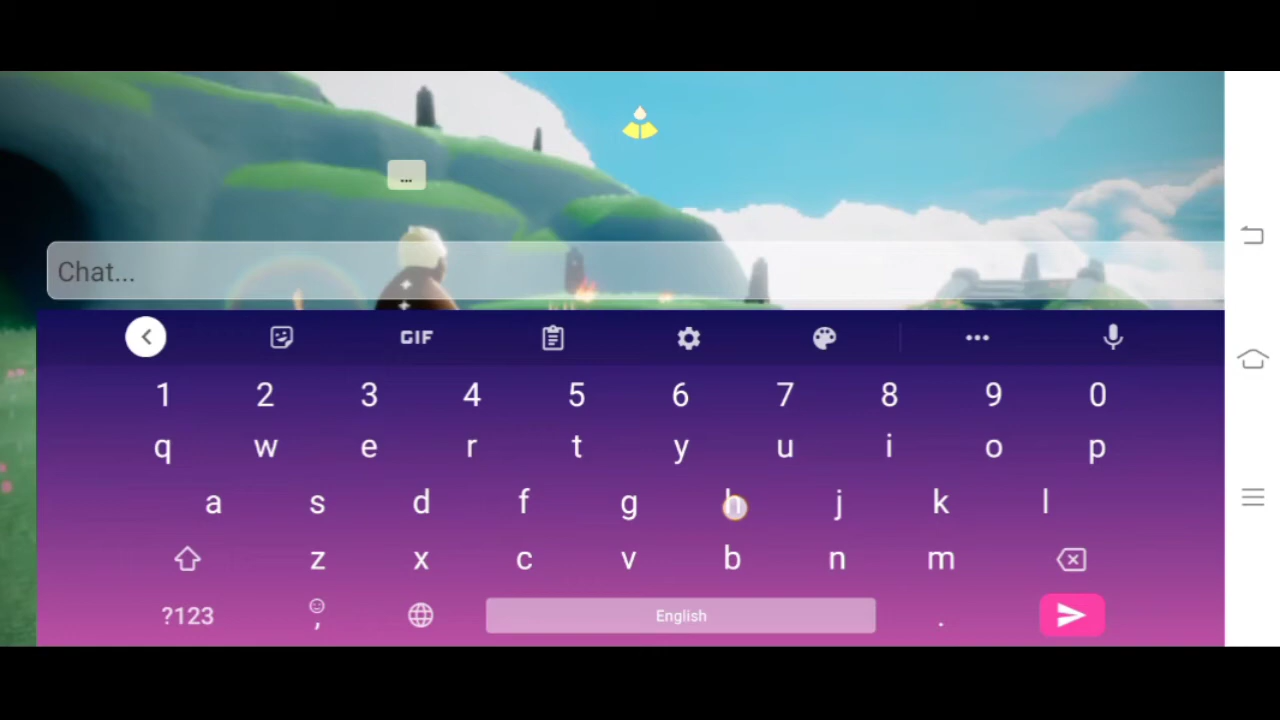 ...
Chat...
GIF
1 2 3 4 5 6 7 8 9 0
q w e r t y u i o p
a s d f g h j k l
z x c v b n m
?123 , English .